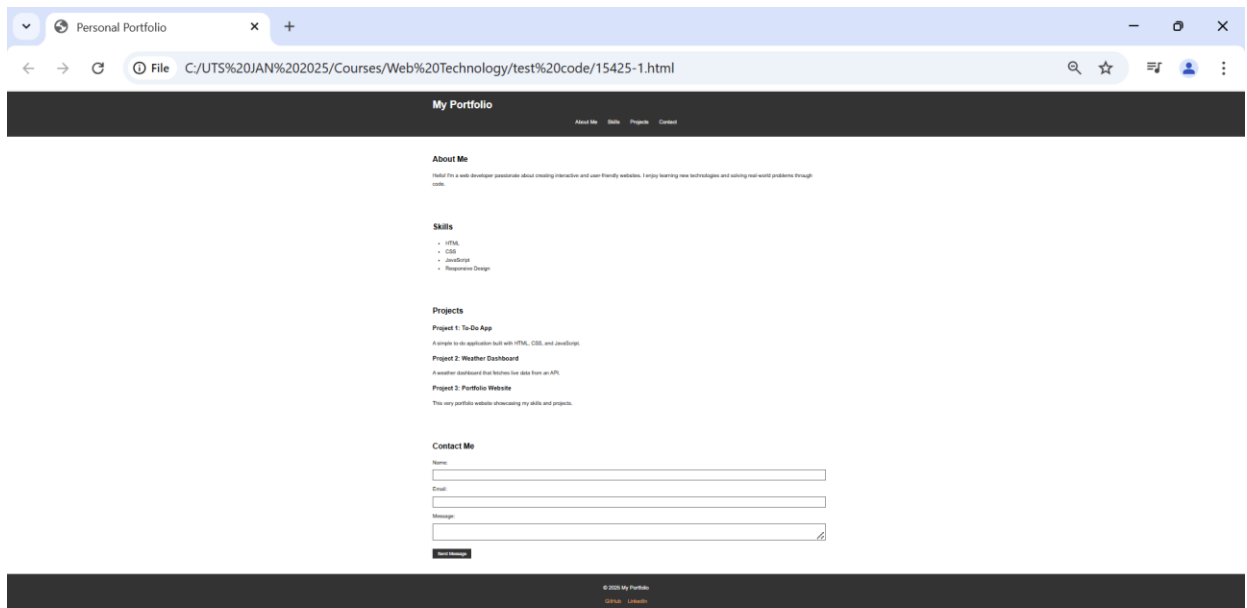 Personal Portfolio
File C:/UTS%20JAN%202025/Courses/Web%20Technology/test%20code/15425-1.html
My Portfolio
About Me Skills Projects Contact
About Me
Hello! I'm a web developer passionate about creating interactive and user-friendly websites. I enjoy learning new technologies and solving real-world problems through
code.
Skills
• HTML
• CSS
• JavaScript
• Responsive Design
Projects
Project 1: To-Do App
A simple to-do application built with HTML, CSS, and JavaScript.
Project 2: Weather Dashboard
A weather dashboard that fetches live data from an API.
Project 3: Portfolio Website
This very portfolio website showcasing my skills and projects.
Contact Me
Name:
Email:
Message:
Send Message
© 2025 My Portfolio
GitHub LinkedIn